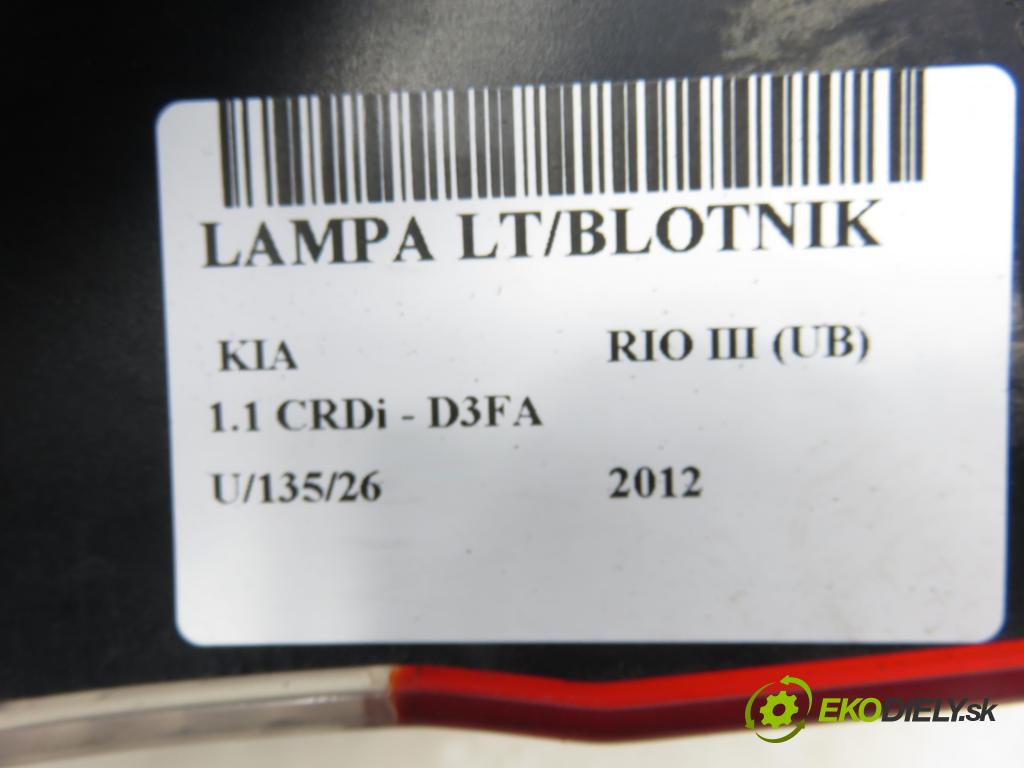 LAMPA LT/BLOTNIK
KIA RIO III (UB)
1.1 CRDi - D3FA
U/135/26 2012
EKODIELY.sk